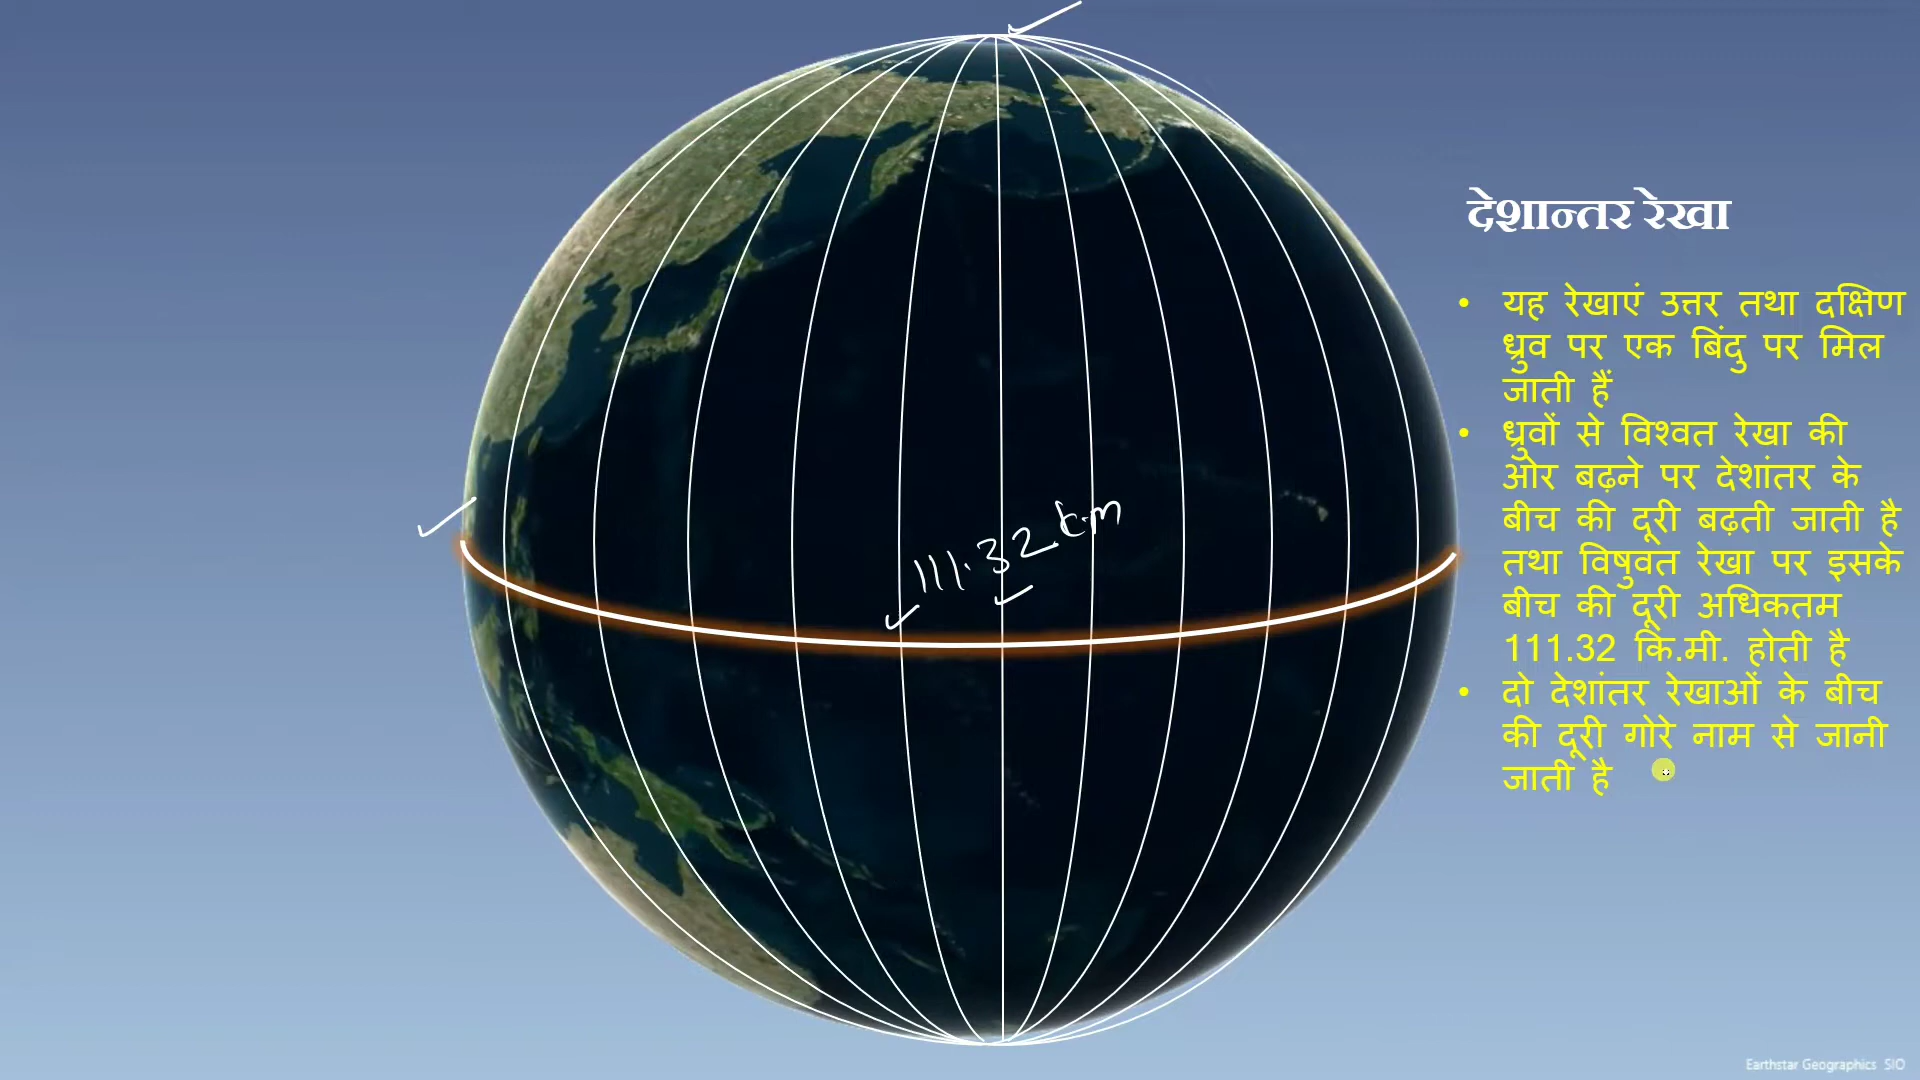 देशान्तर रेखा
• यह रेखाएं उत्तर तथा दक्षिण
ध्रुव पर एक बिंदु पर मिल
जाती हैं
• ध्रुवों से विश्वत रेखा की
ओर बढ़ने पर देशांतर के
बीच की दूरी बढ़ती जाती है
तथा विषुवत रेखा पर इसके
बीच की दूरी अधिकतम
111.32 कि.मी. होती है
• दो देशांतर रेखाओं के बीच
की दूरी गोरे नाम से जानी
जाती है
111.32 km
Earthstar Geographics SIO